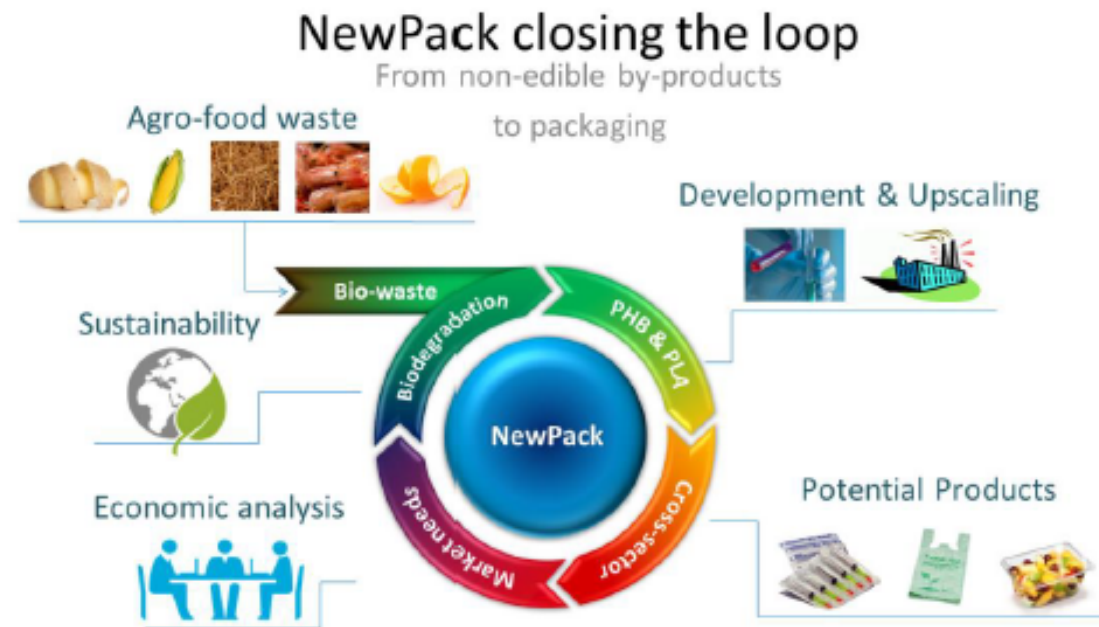 NewPack closing the loop
From non-edible by-products
to packaging
Agro-food waste
Development & Upscaling
Bio-waste
Sustainability
Biodegradation
PHB & PLA
NewPack
Economic analysis
Market needs
Cross-sector
Potential Products